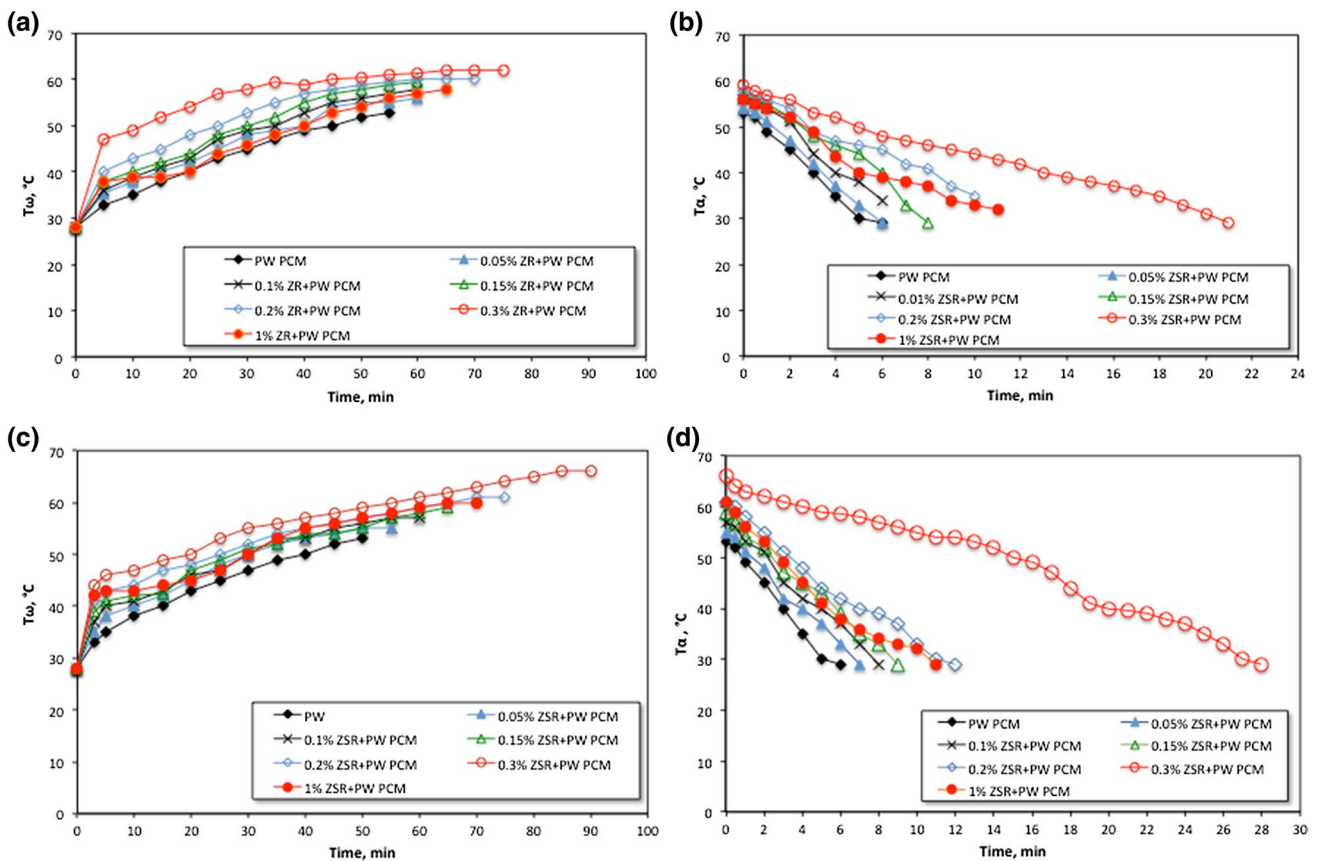 (a)
70
60
50
40
30
20
10
0
Tω, °C
0 10 20 30 40 50 60 70 80 90 100
Time, min
PW PCM
0.05% ZR+PW PCM
0.1% ZR+PW PCM
0.15% ZR+PW PCM
0.2% ZR+PW PCM
0.3% ZR+PW PCM
1% ZR+PW PCM
(b)
70
60
50
40
30
20
10
0
Tα, °C
0 2 4 6 8 10 12 14 16 18 20 22 24
Time, min
PW PCM
0.05% ZSR+PW PCM
0.01% ZSR+PW PCM
0.15% ZSR+PW PCM
0.2% ZSR+PW PCM
0.3% ZSR+PW PCM
1% ZSR+PW PCM
(c)
70
60
50
40
30
20
10
0
Tω, °C
0 10 20 30 40 50 60 70 80 90 100
Time, min
PW
0.05% ZSR+PW PCM
0.1% ZSR+PW PCM
0.15% ZSR+PW PCM
0.2% ZSR+PW PCM
0.3% ZSR+PW PCM
1% ZSR+PW PCM
(d)
70
60
50
40
30
20
10
0
Tα, °C
0 2 4 6 8 10 12 14 16 18 20 22 24 26 28 30
Time, min
PW PCM
0.05% ZSR+PW PCM
0.1% ZSR+PW PCM
0.15% ZSR+PW PCM
0.2% ZSR+PW PCM
0.3% ZSR+PW PCM
1% ZSR+PW PCM